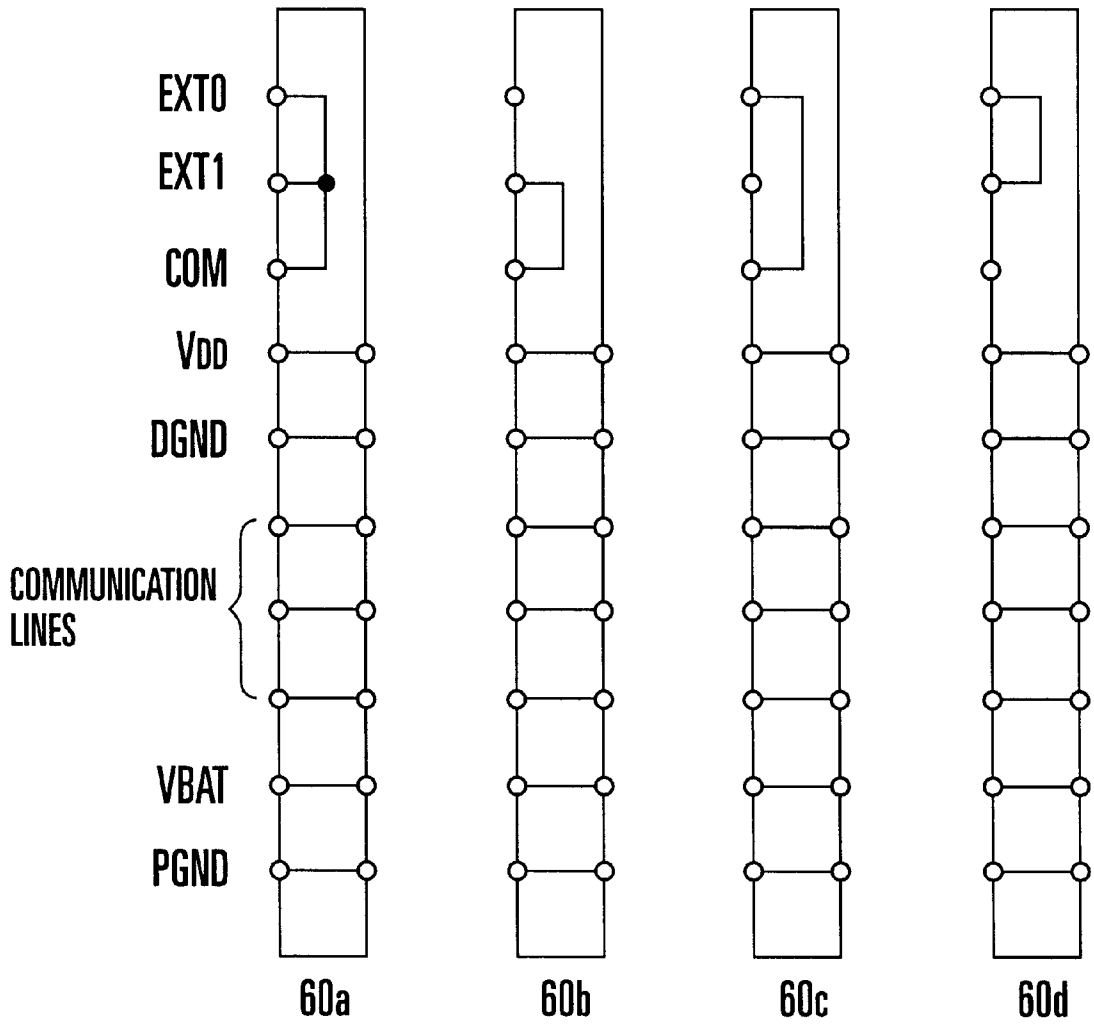 EXT0
EXT1
COM
VDD
DGND
COMMUNICATION
LINES
VBAT
PGND
60a
60b
60c
60d